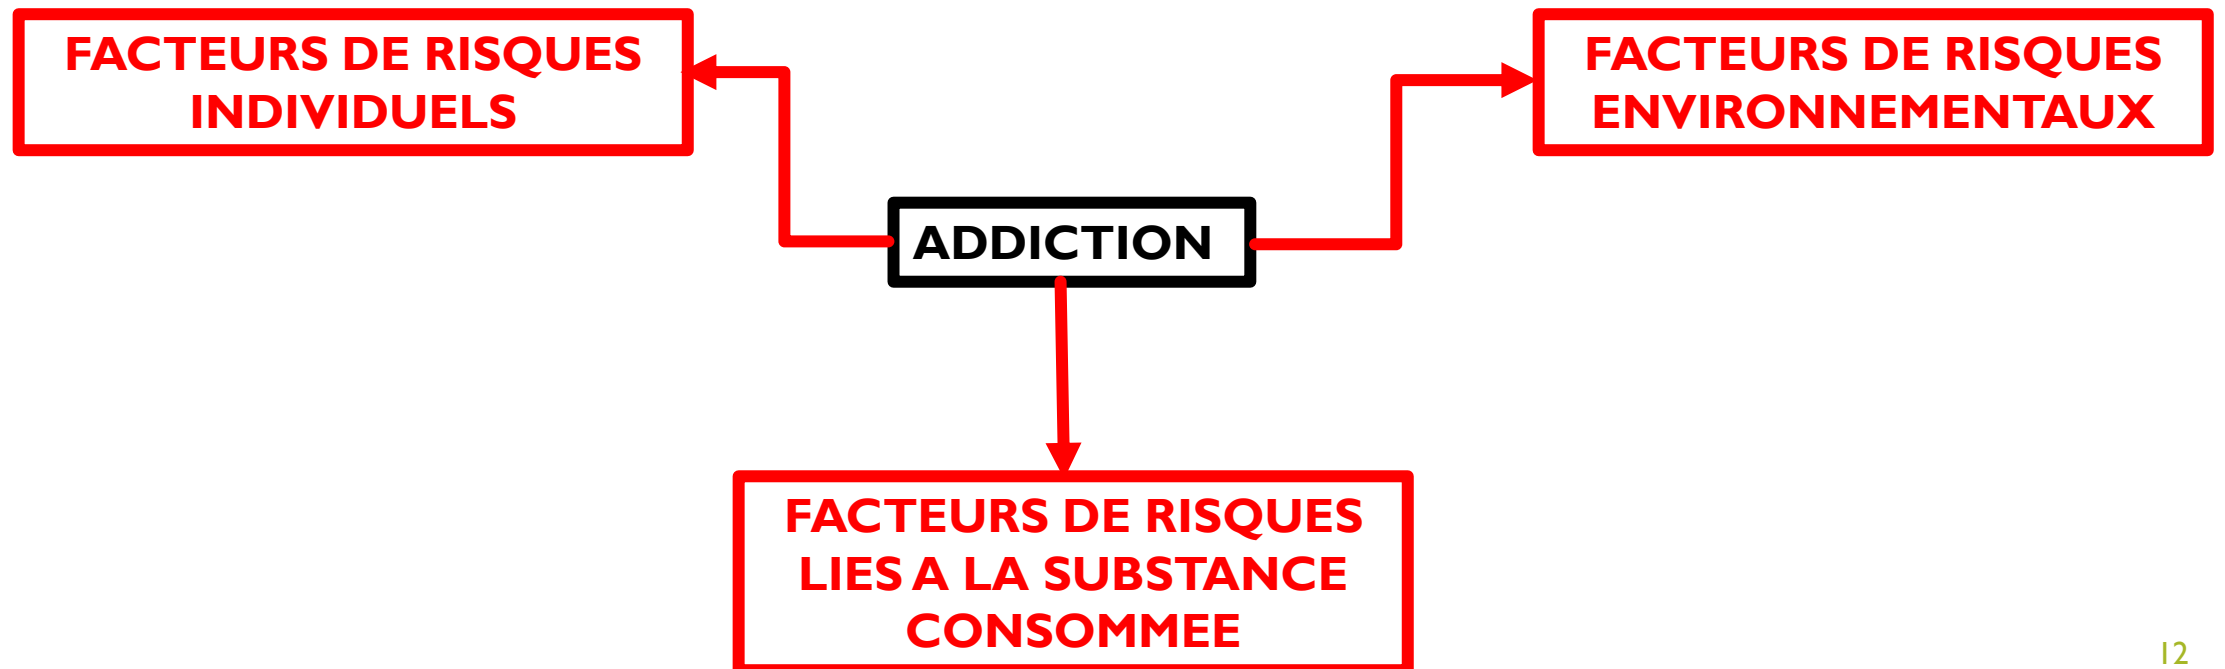 FACTEURS DE RISQUES
INDIVIDUELS
FACTEURS DE RISQUES
ENVIRONNEMENTAUX
ADDICTION
FACTEURS DE RISQUES
LIES A LA SUBSTANCE
CONSOMMEE
12